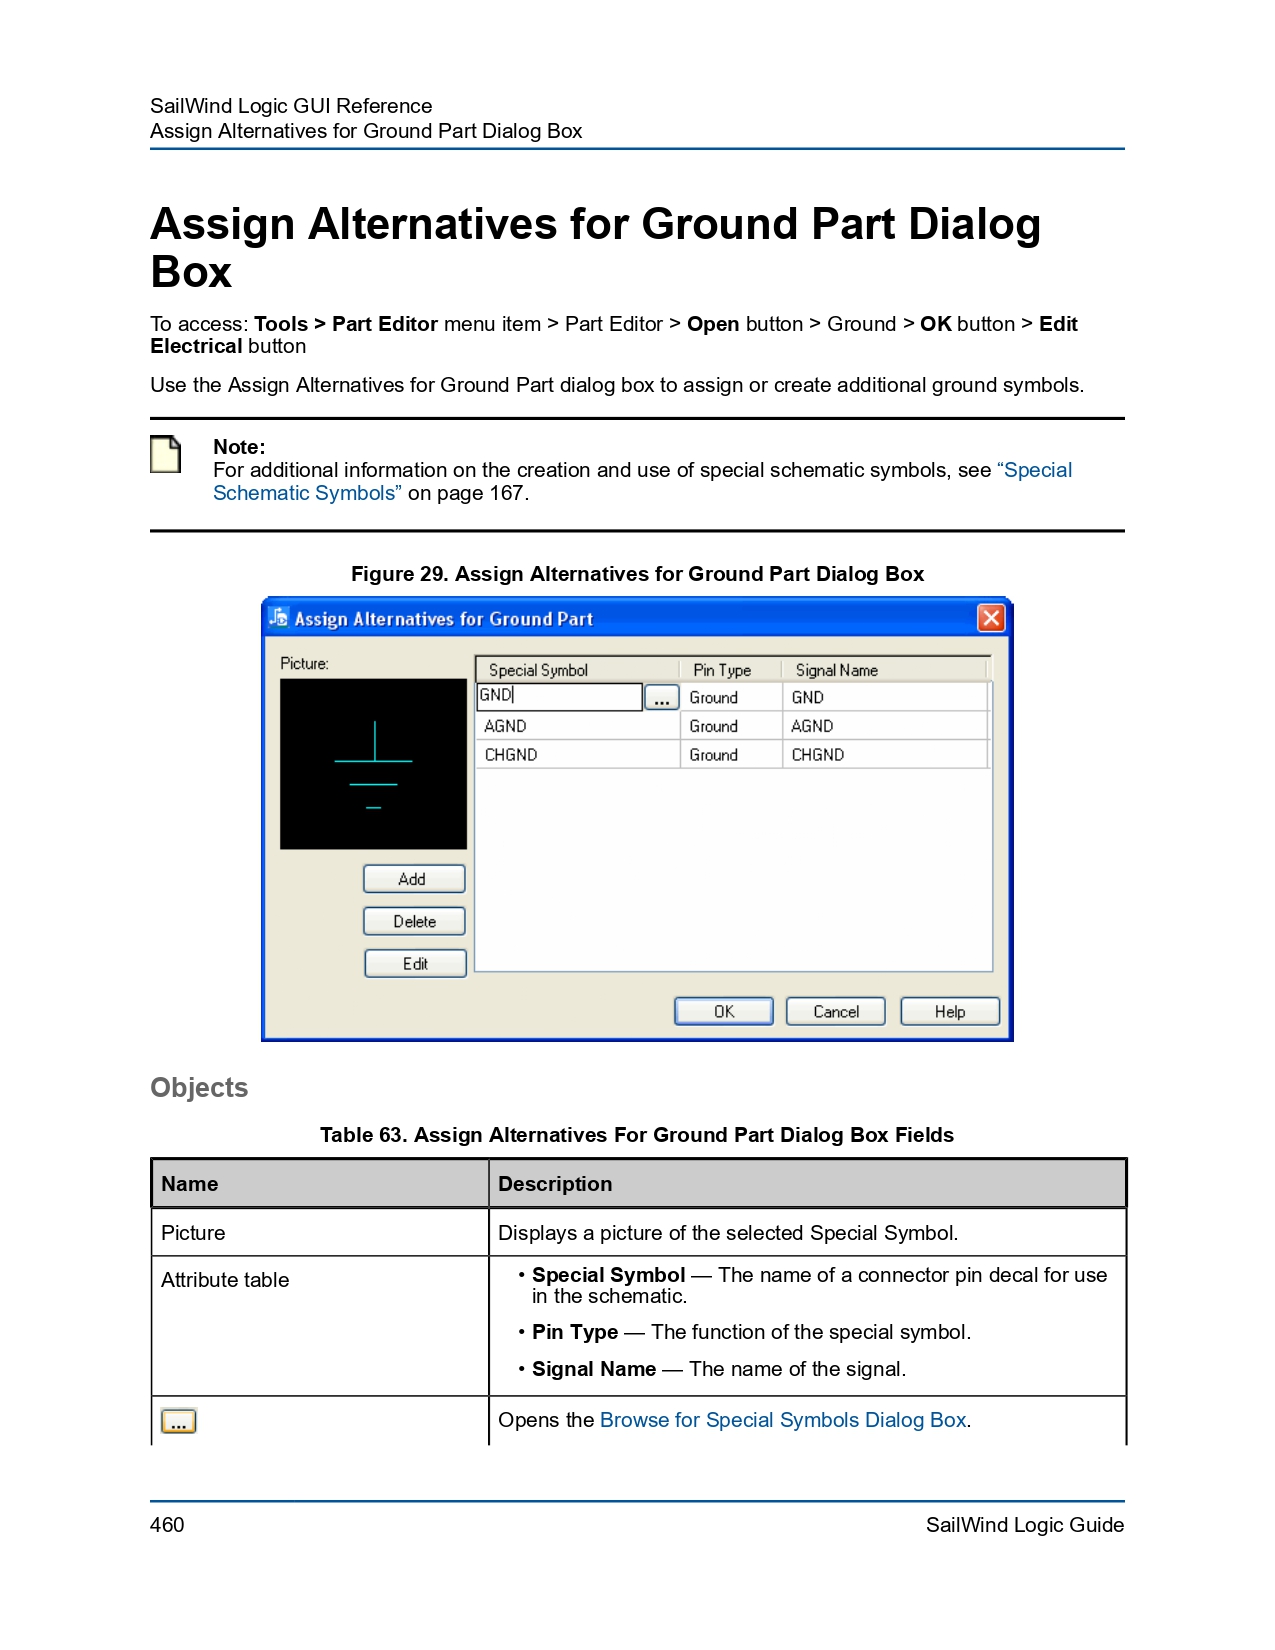 SailWind Logic GUI Reference
Assign Alternatives for Ground Part Dialog Box
Assign Alternatives for Ground Part Dialog
Box
To access: Tools > Part Editor menu item > Part Editor > Open button > Ground > OK button > Edit
Electrical button
Use the Assign Alternatives for Ground Part dialog box to assign or create additional ground symbols.
Note:
For additional information on the creation and use of special schematic symbols, see “Special
Schematic Symbols” on page 167.
Figure 29. Assign Alternatives for Ground Part Dialog Box
Assign Alternatives for Ground Part
Picture:
Special Symbol Pin Type Signal Name
GND ... Ground GND
AGND Ground AGND
CHGND Ground CHGND
Add
Delete
Edit
OK Cancel Help
Objects
Table 63. Assign Alternatives For Ground Part Dialog Box Fields
Name Description
Picture Displays a picture of the selected Special Symbol.
Attribute table • Special Symbol — The name of a connector pin decal for use
in the schematic.
• Pin Type — The function of the special symbol.
• Signal Name — The name of the signal.
... Opens the Browse for Special Symbols Dialog Box.
460 SailWind Logic Guide